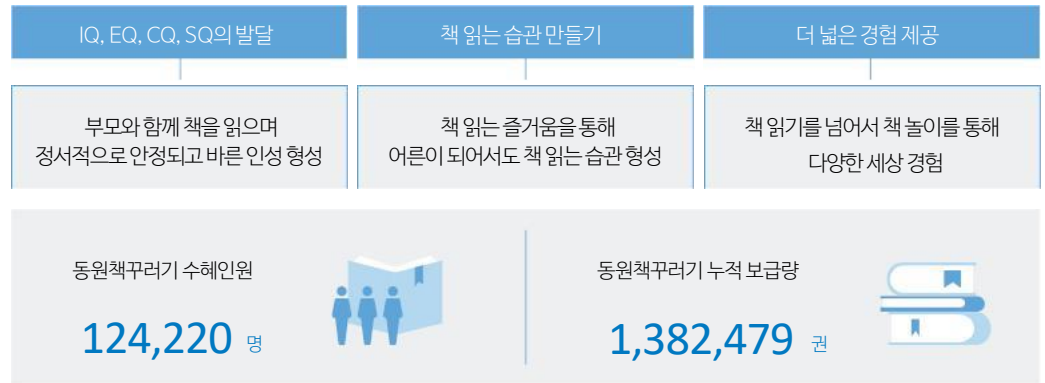 IQ, EQ, CQ, SQ의 발달
책 읽는 습관 만들기
더 넓은 경험 제공
부모와 함께 책을 읽으며
정서적으로 안정되고 바른 인성 형성
책 읽는 즐거움을 통해
어른이 되어서도 책 읽는 습관 형성
책 읽기를 넘어서 책 놀이를 통해
다양한 세상 경험
동원책꾸러기 수혜인원
124,220 명
동원책꾸러기 누적 보급량
1,382,479 권